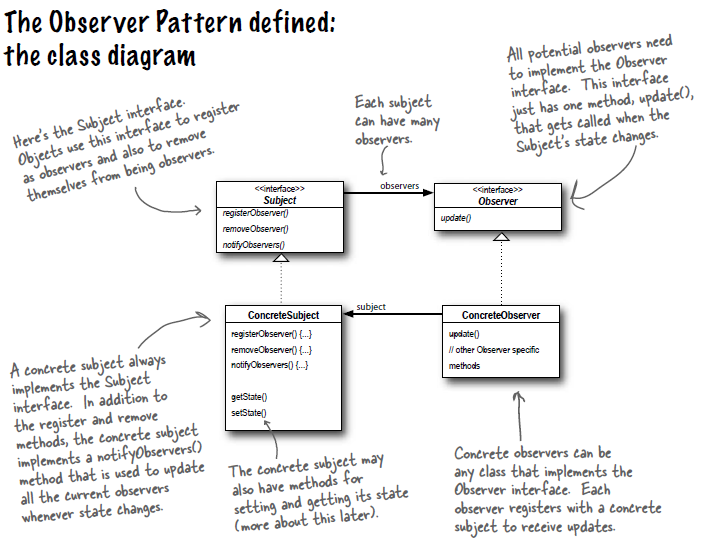 The Observer Pattern defined:
the class diagram
Here's the Subject interface.
Objects use this interface to register
as observers and also to remove
themselves from being observers.
Each subject
can have many
observers.
All potential observers need
to implement the Observer
interface. This interface
just has one method, update(),
that gets called when the
Subject's state changes.
<<interface>>
Subject
registerObserver()
removeObserver()
notifyObservers()
observers
<<interface>>
Observer
update()
ConcreteSubject
registerObserver() {...}
removeObserver() {...}
notifyObservers() {...}
getState()
setState()
subject
ConcreteObserver
update()
// other Observer specific
methods
A concrete subject always
implements the Subject
interface. In addition to
the register and remove
methods, the concrete subject
implements a notifyObservers()
method that is used to update
all the current observers
whenever state changes.
The concrete subject may
also have methods for
setting and getting its state
(more about this later).
Concrete observers can be
any class that implements the
Observer interface. Each
observer registers with a concrete
subject to receive updates.